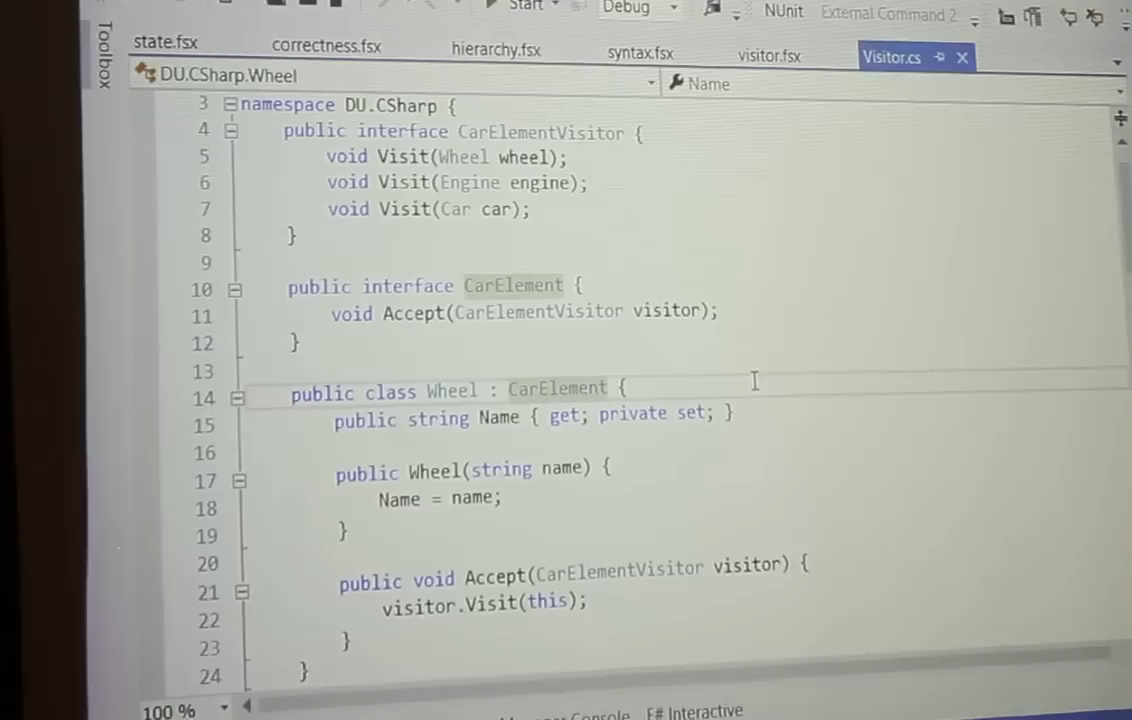 Start Debug NUnit External Command 2
Toolbox
state.fsx correctness.fsx hierarchy.fsx syntax.fsx visitor.fsx Visitor.cs
DU.CSharp.Wheel Name
3 namespace DU.CSharp {
4 public interface CarElementVisitor {
5 void Visit(Wheel wheel);
6 void Visit(Engine engine);
7 void Visit(Car car);
8 }
9
10 public interface CarElement {
11 void Accept(CarElementVisitor visitor);
12 }
13
14 public class Wheel : CarElement {
15 public string Name { get; private set; }
16
17 public Wheel(string name) {
18 Name = name;
19 }
20
21 public void Accept(CarElementVisitor visitor) {
22 visitor.Visit(this);
23 }
24 }
100 %
Console F# Interactive